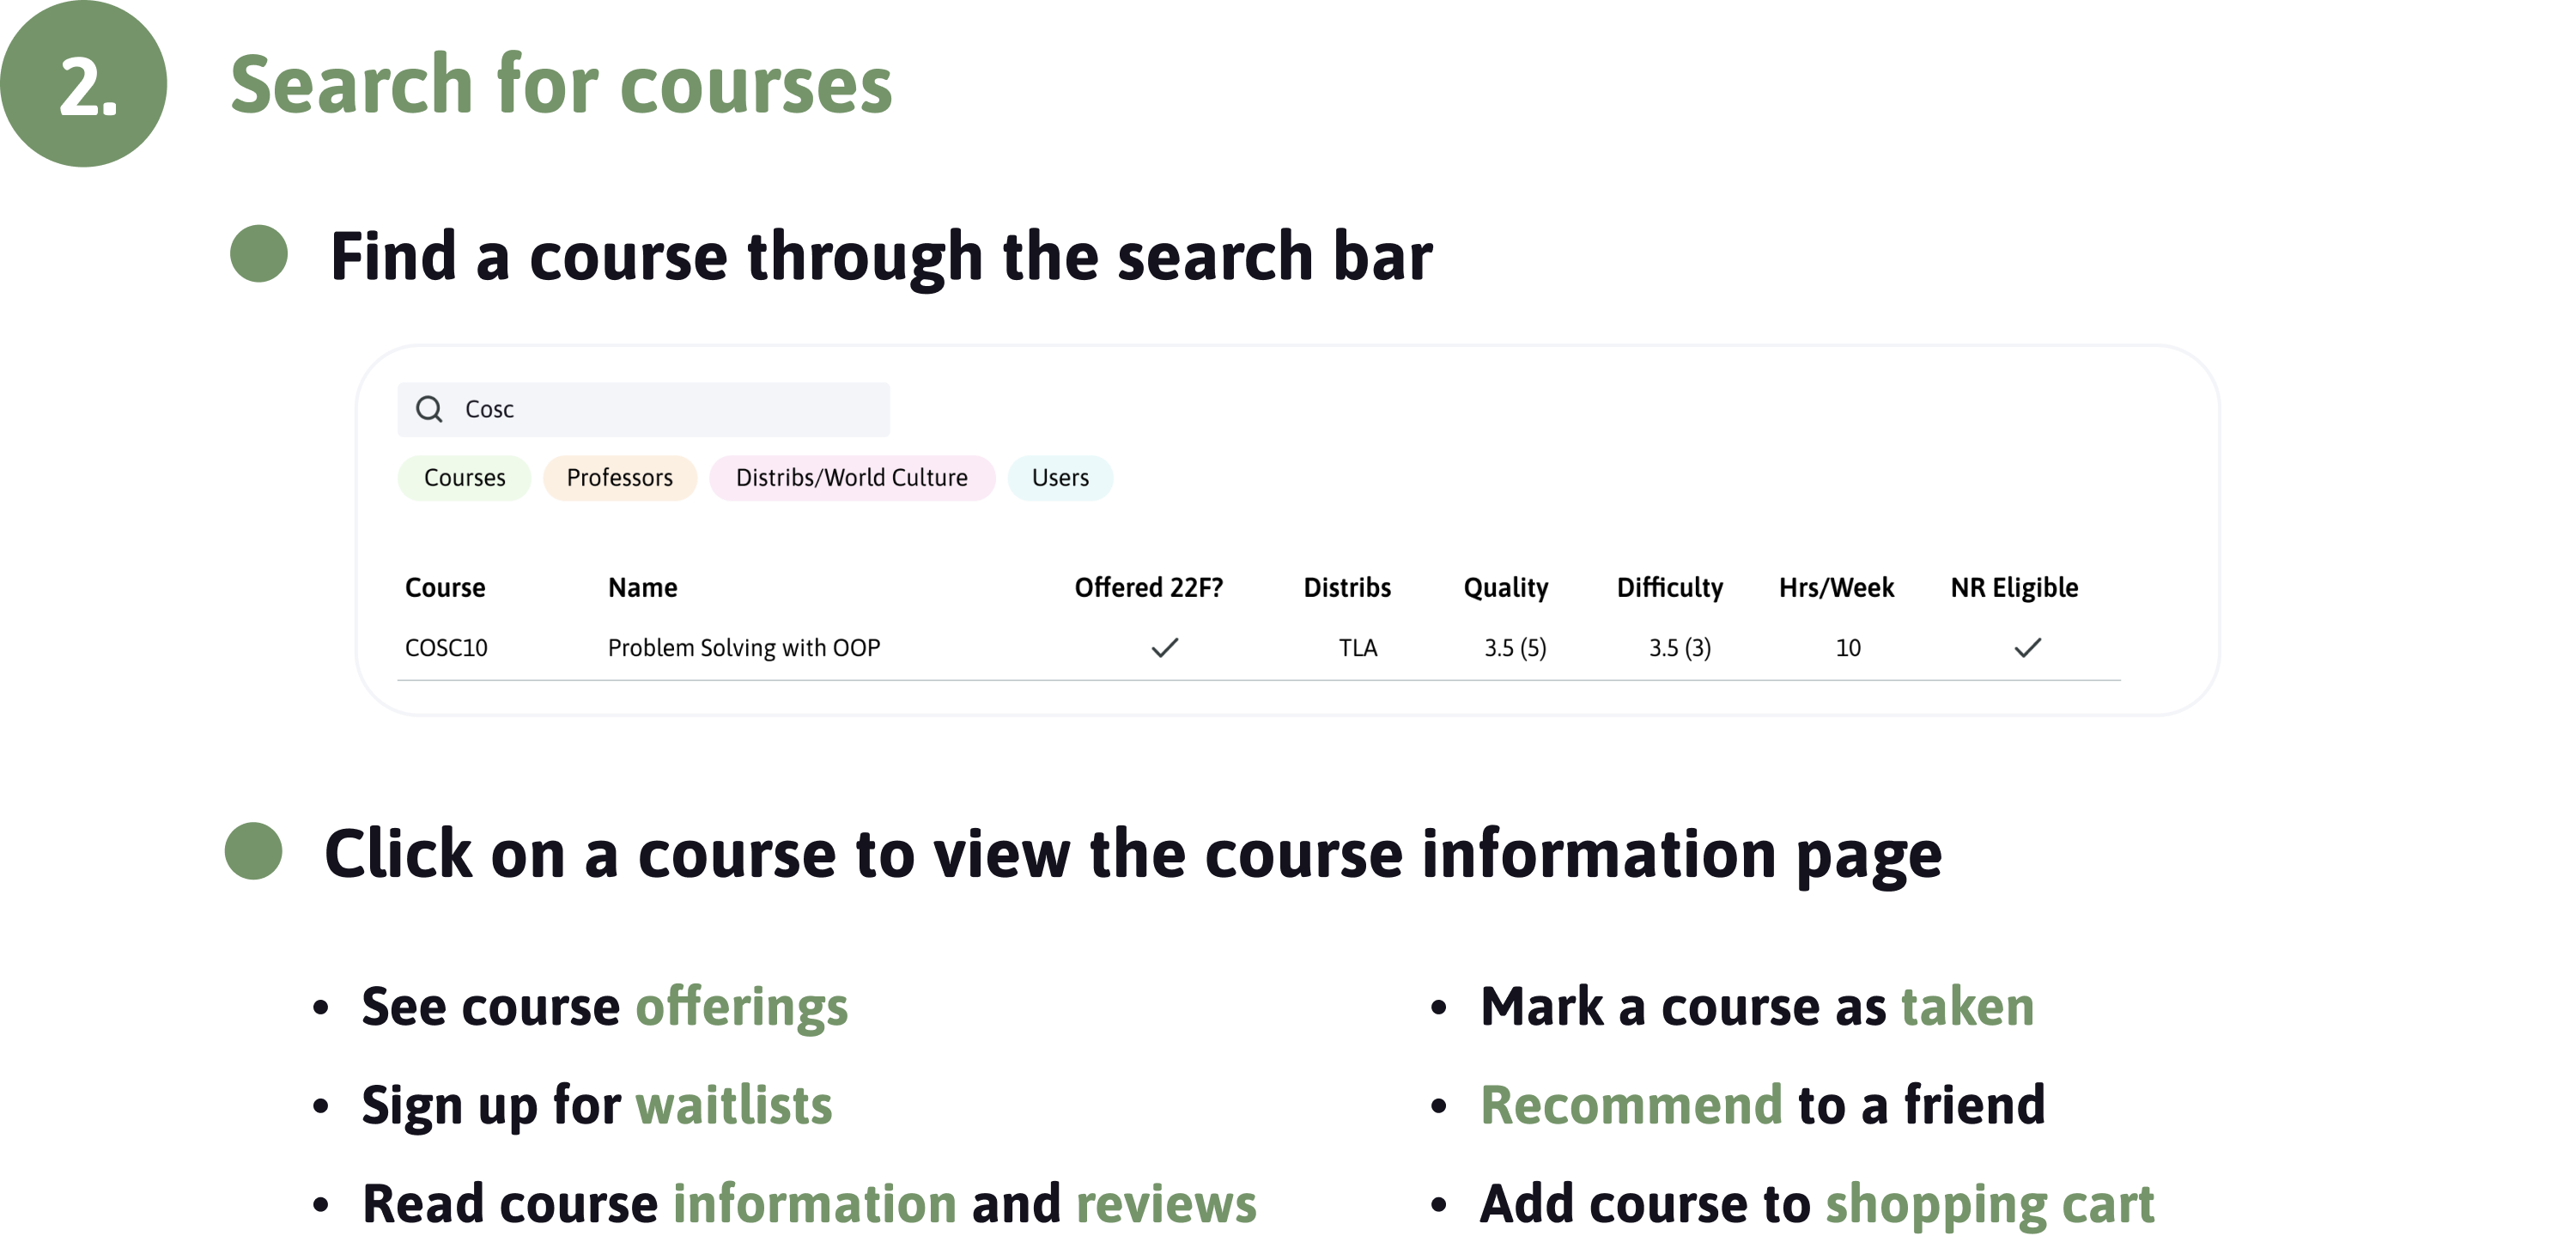 2. Search for courses
Find a course through the search bar
Cosc
Courses Professors Distribs/World Culture Users
Course Name Offered 22F? Distribs Quality Difficulty Hrs/Week NR Eligible
COSC10 Problem Solving with OOP ✓ TLA 3.5 (5) 3.5 (3) 10 ✓
Click on a course to view the course information page
• See course offerings
• Sign up for waitlists
• Read course information and reviews
• Mark a course as taken
• Recommend to a friend
• Add course to shopping cart